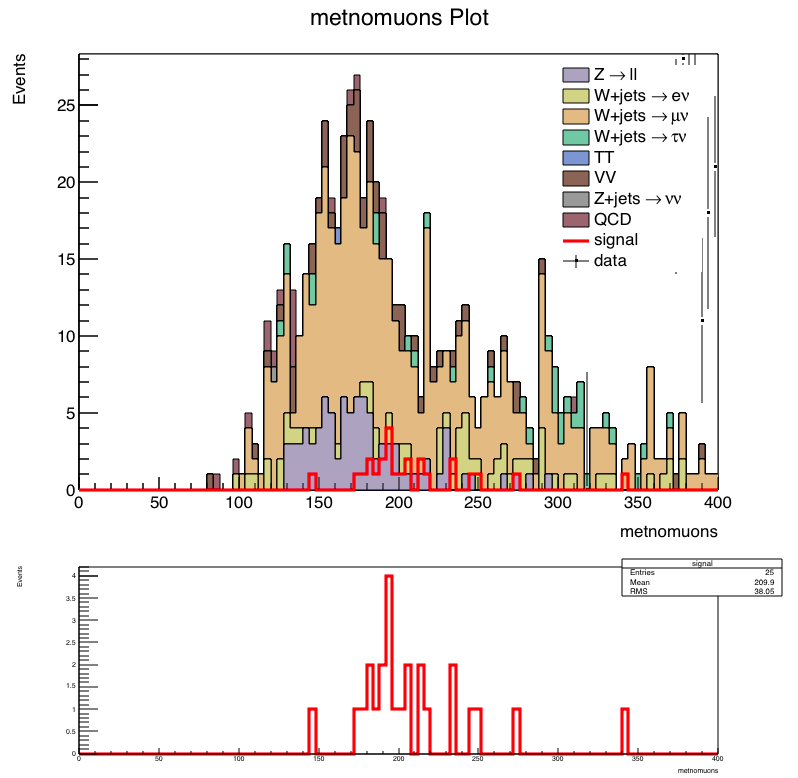 metnomuons Plot
Events
25
20
15
10
5
0
0 50 100 150 200 250 300 350 400
metnomuons
Z → ll
W+jets → eν
W+jets → μν
W+jets → τν
TT
VV
Z+jets → νν
QCD
signal
data
Events
4
3.5
3
2.5
2
1.5
1
0.5
0
0 50 100 150 200 250 300 350 400
metnomuons
signal
Entries 25
Mean 209.9
RMS 38.05